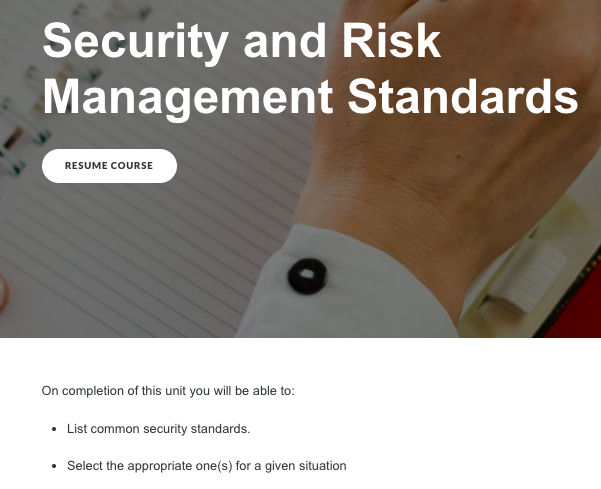 Security and Risk
Management Standards
RESUME COURSE
On completion of this unit you will be able to:
List common security standards.
Select the appropriate one(s) for a given situation